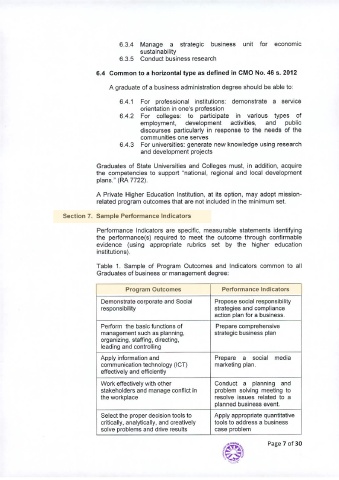 6.3.4 Manage a strategic business unit for economic
sustainability
6.3.5 Conduct business research
6.4 Common to a horizontal type as defined in CMO No. 46 s. 2012
A graduate of a business administration degree should be able to:
6.4.1 For professional institutions: demonstrate a service
orientation in one's profession
6.4.2 For colleges: to participate in various types of
employment, development activities, and public
discourses particularly in response to the needs of the
communities one serves
6.4.3 For universities: generate new knowledge using research
and development projects
Graduates of State Universities and Colleges must, in addition, acquire
the competencies to support "national, regional and local development
plans." (RA 7722).
A Private Higher Education Institution, at its option, may adopt mission-
related program outcomes that are not included in the minimum set.
Section 7. Sample Performance Indicators
Performance Indicators are specific, measurable statements identifying
the performance(s) required to meet the outcome through confirmable
evidence (using appropriate rubrics set by the higher education
institutions).
Table 1. Sample of Program Outcomes and Indicators common to all
Graduates of business or management degree:
Program Outcomes Performance Indicators
Demonstrate corporate and Social Propose social responsibility
responsibility strategies and compliance
action plan for a business.
Perform the basic functions of Prepare comprehensive
management such as planning, strategic business plan
organizing, staffing, directing,
leading and controlling
Apply information and Prepare a social media
communication technology (ICT) marketing plan.
effectively and efficiently
Work effectively with other Conduct a planning and
stakeholders and manage conflict in problem solving meeting to
the workplace resolve issues related to a
planned business event.
Select the proper decision tools to Apply appropriate quantitative
critically, analytically, and creatively tools to address a business
solve problems and drive results case problem
Page 7 of 30